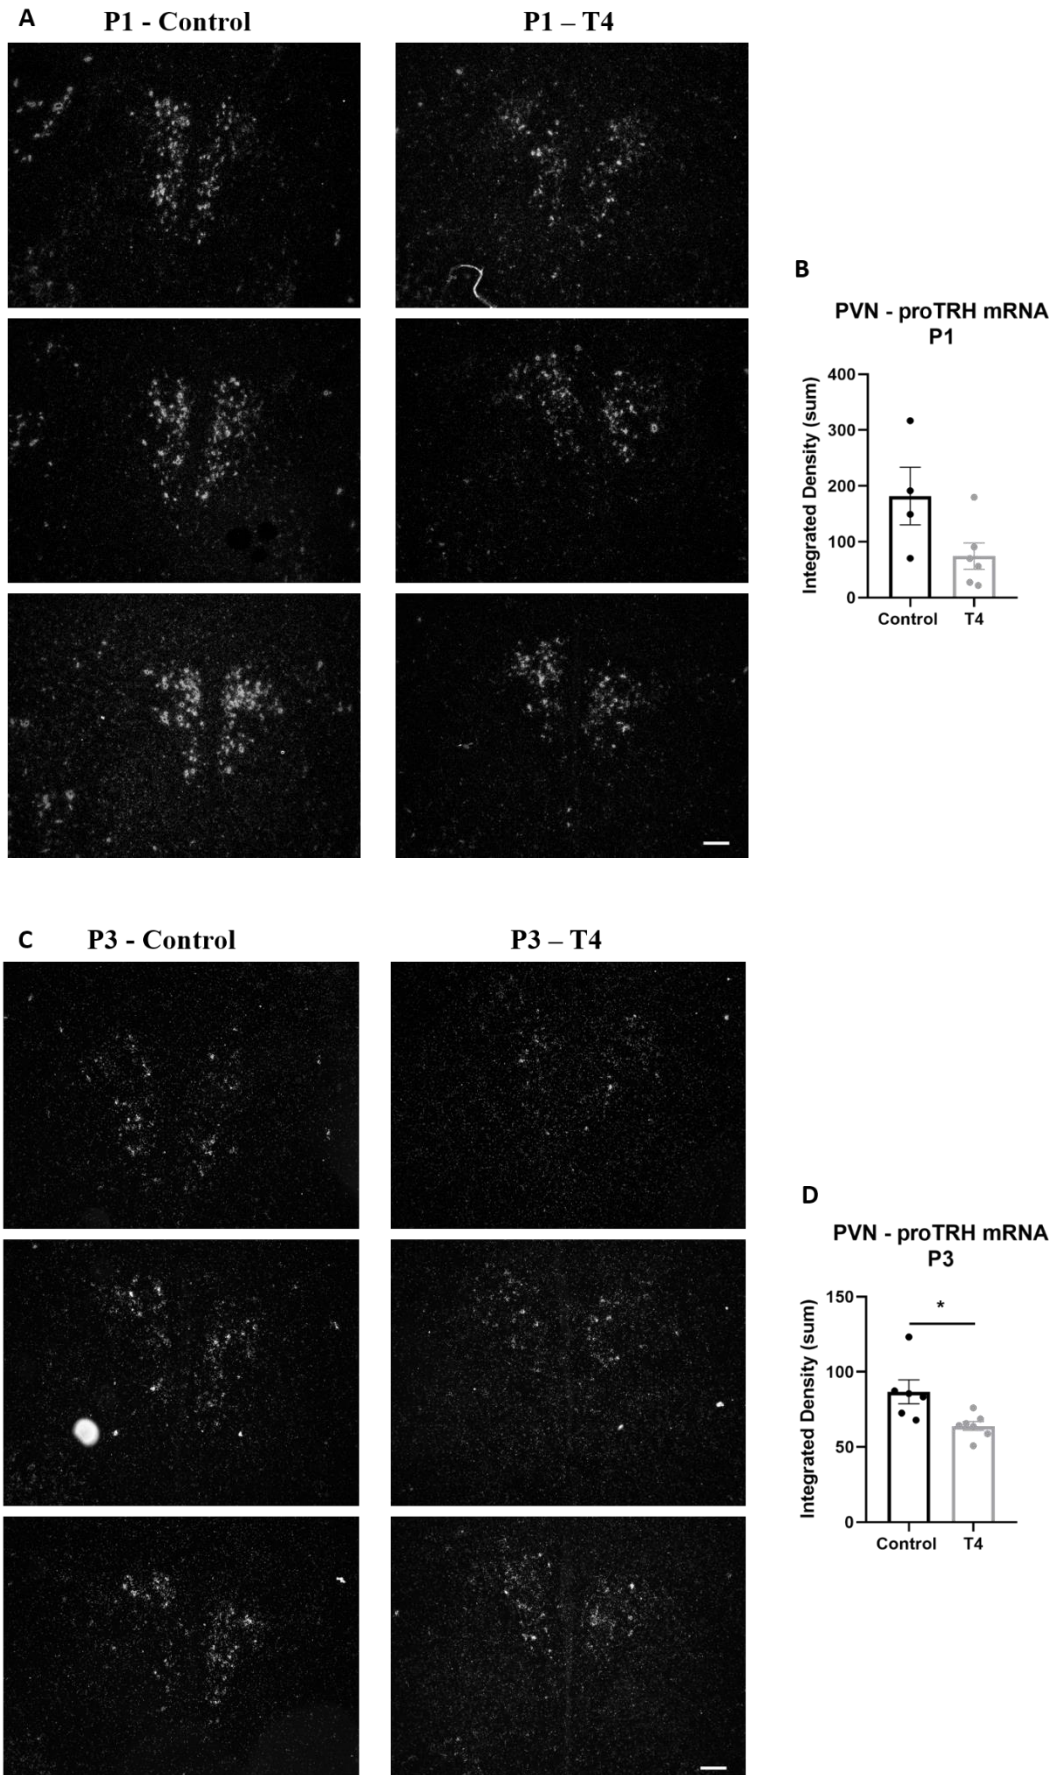 A
P1 - Control
P1 – T4
B
PVN - proTRH mRNA
P1
Integrated Density (sum)
400
300
200
100
0
Control
T4
C
P3 - Control
P3 – T4
D
PVN - proTRH mRNA
P3
Integrated Density (sum)
150
*
100
50
0
Control
T4